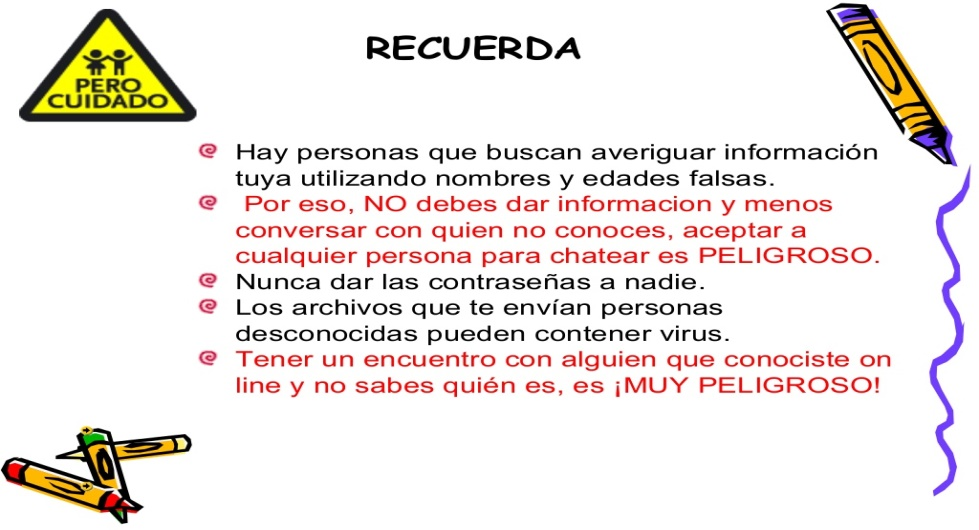 RECUERDA
PERO
CUIDADO
Hay personas que buscan averiguar información
tuya utilizando nombres y edades falsas.
Por eso, NO debes dar informacion y menos
conversar con quien no conoces, aceptar a
cualquier persona para chatear es PELIGROSO.
Nunca dar las contraseñas a nadie.
Los archivos que te envían personas
desconocidas pueden contener virus.
Tener un encuentro con alguien que conociste on
line y no sabes quién es, es ¡MUY PELIGROSO!